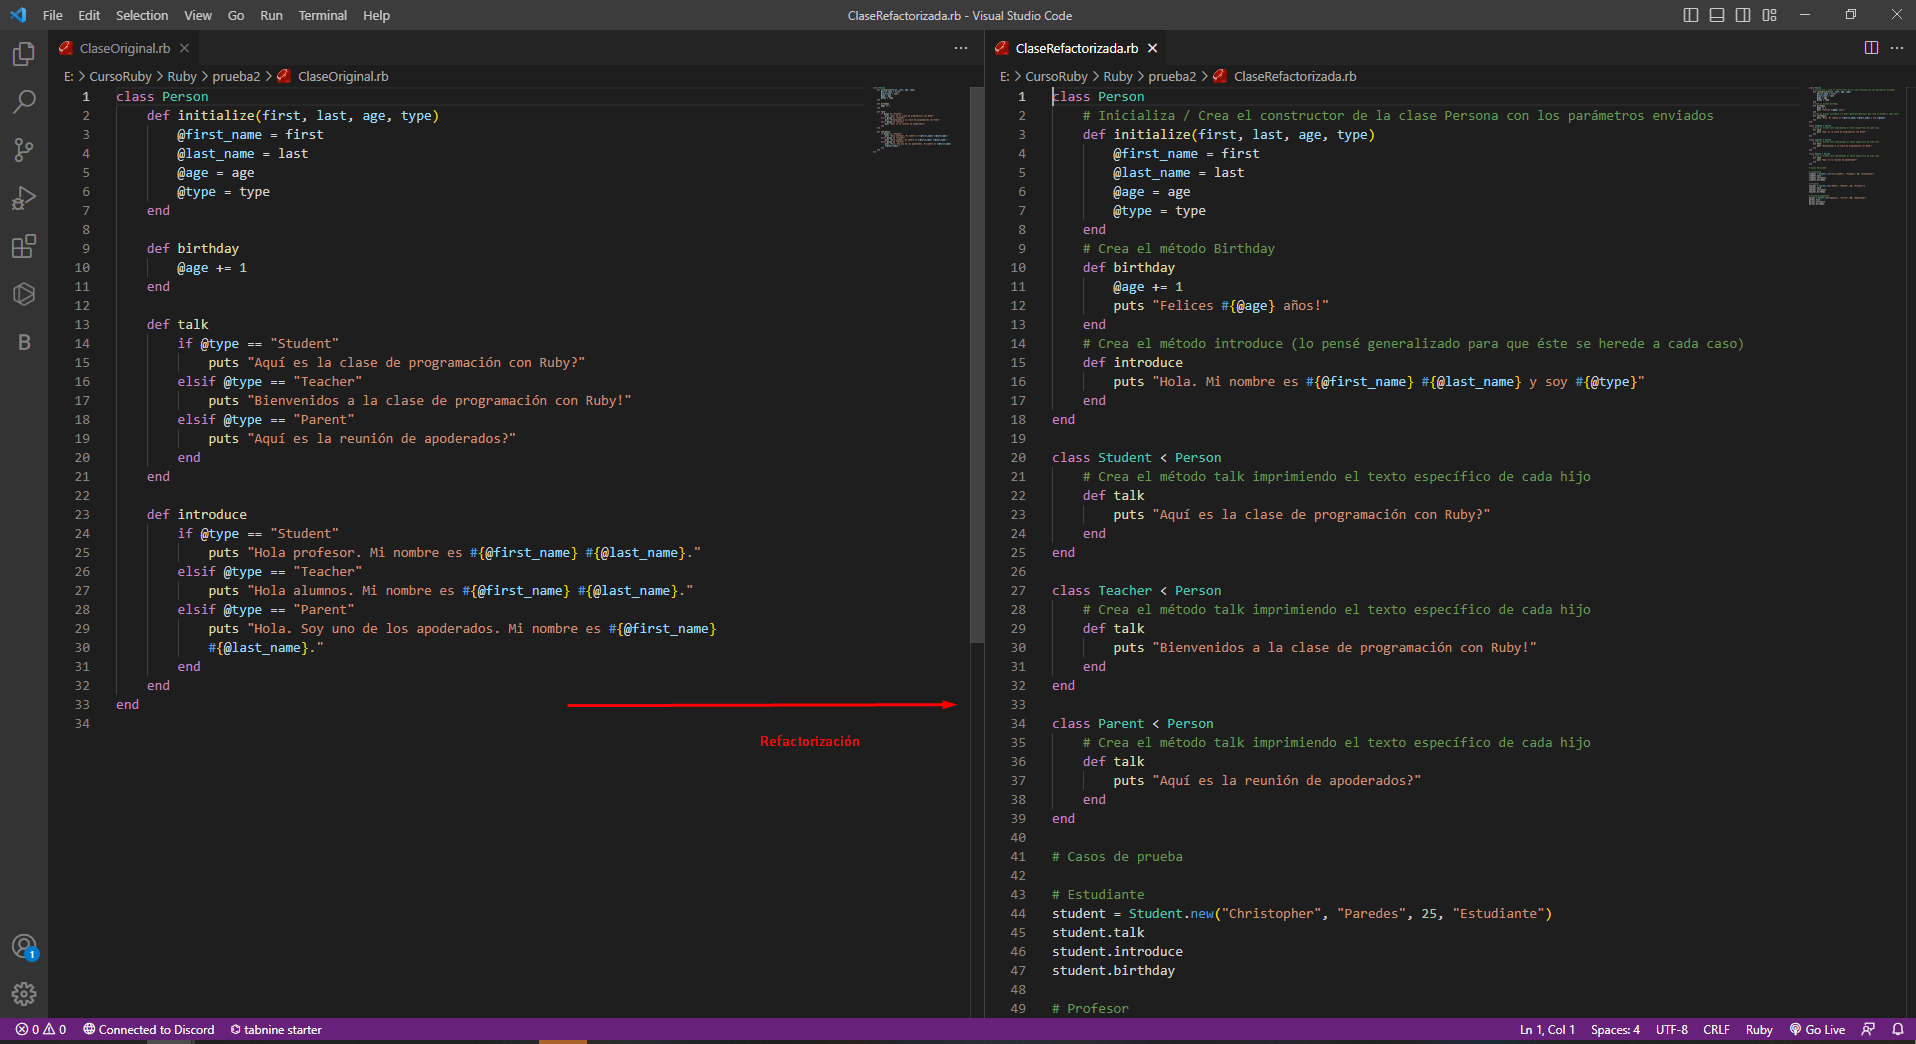 File Edit Selection View Go Run Terminal Help
ClaseRefactorizada.rb - Visual Studio Code
ClaseOriginal.rb
E: > CursoRuby > Ruby > prueba2 > ClaseOriginal.rb
1 class Person
2 def initialize(first, last, age, type)
3 @first_name = first
4 @last_name = last
5 @age = age
6 @type = type
7 end
8
9 def birthday
10 @age += 1
11 end
12
13 def talk
14 if @type == "Student"
15 puts "Aquí es la clase de programación con Ruby?"
16 elsif @type == "Teacher"
17 puts "Bienvenidos a la clase de programación con Ruby!"
18 elsif @type == "Parent"
19 puts "Aquí es la reunión de apoderados?"
20 end
21 end
22
23 def introduce
24 if @type == "Student"
25 puts "Hola profesor. Mi nombre es #{@first_name} #{@last_name}."
26 elsif @type == "Teacher"
27 puts "Hola alumnos. Mi nombre es #{@first_name} #{@last_name}."
28 elsif @type == "Parent"
29 puts "Hola. Soy uno de los apoderados. Mi nombre es #{@first_name}
30 #{@last_name}."
31 end
32 end
33 end
34
Refactorización
ClaseRefactorizada.rb
E: > CursoRuby > Ruby > prueba2 > ClaseRefactorizada.rb
1 class Person
2 # Inicializa / Crea el constructor de la clase Persona con los parámetros enviados
3 def initialize(first, last, age, type)
4 @first_name = first
5 @last_name = last
6 @age = age
7 @type = type
8 end
9 # Crea el método Birthday
10 def birthday
11 @age += 1
12 puts "Felices #{@age} años!"
13 end
14 # Crea el método introduce (lo pensé generalizado para que éste se herede a cada caso)
15 def introduce
16 puts "Hola. Mi nombre es #{@first_name} #{@last_name} y soy #{@type}"
17 end
18 end
19
20 class Student < Person
21 # Crea el método talk imprimiendo el texto específico de cada hijo
22 def talk
23 puts "Aquí es la clase de programación con Ruby?"
24 end
25 end
26
27 class Teacher < Person
28 # Crea el método talk imprimiendo el texto específico de cada hijo
29 def talk
30 puts "Bienvenidos a la clase de programación con Ruby!"
31 end
32 end
33
34 class Parent < Person
35 # Crea el método talk imprimiendo el texto específico de cada hijo
36 def talk
37 puts "Aquí es la reunión de apoderados?"
38 end
39 end
40
41 # Casos de prueba
42
43 # Estudiante
44 student = Student.new("Christopher", "Paredes", 25, "Estudiante")
45 student.talk
46 student.introduce
47 student.birthday
48
49 # Profesor
B
1
0 0 Connected to Discord tabnine starter
Ln 1, Col 1 Spaces: 4 UTF-8 CRLF Ruby Go Live